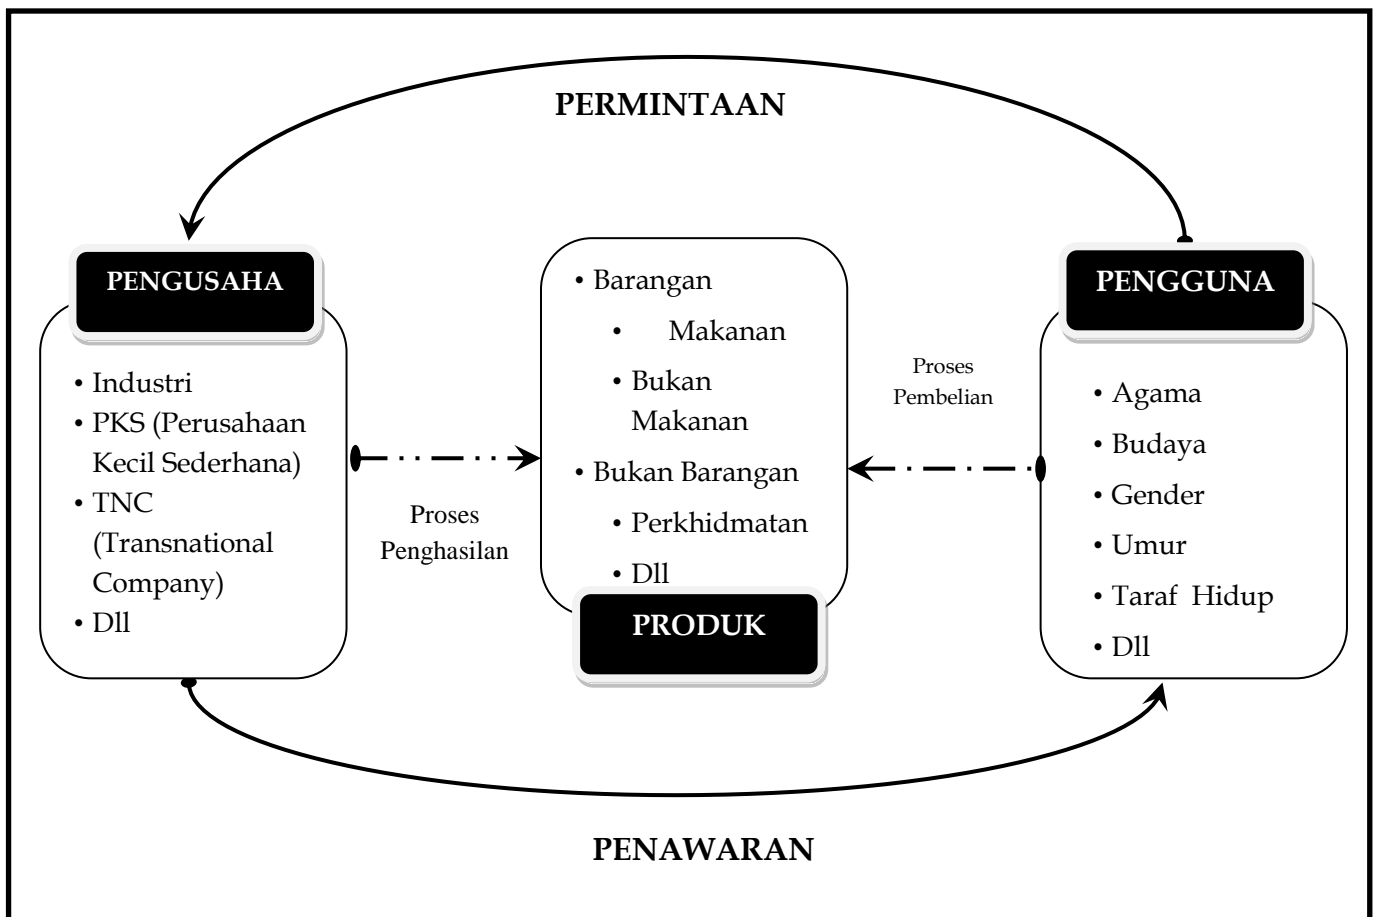 PERMINTAAN
PENGUSAHA
• Industri
• PKS (Perusahaan
Kecil Sederhana)
• TNC
(Transnational
Company)
• Dll
Proses
Penghasilan
• Barangan
• Makanan
• Bukan
Makanan
• Bukan Barangan
• Perkhidmatan
• Dll
PRODUK
Proses
Pembelian
PENGGUNA
• Agama
• Budaya
• Gender
• Umur
• Taraf Hidup
• Dll
PENAWARAN